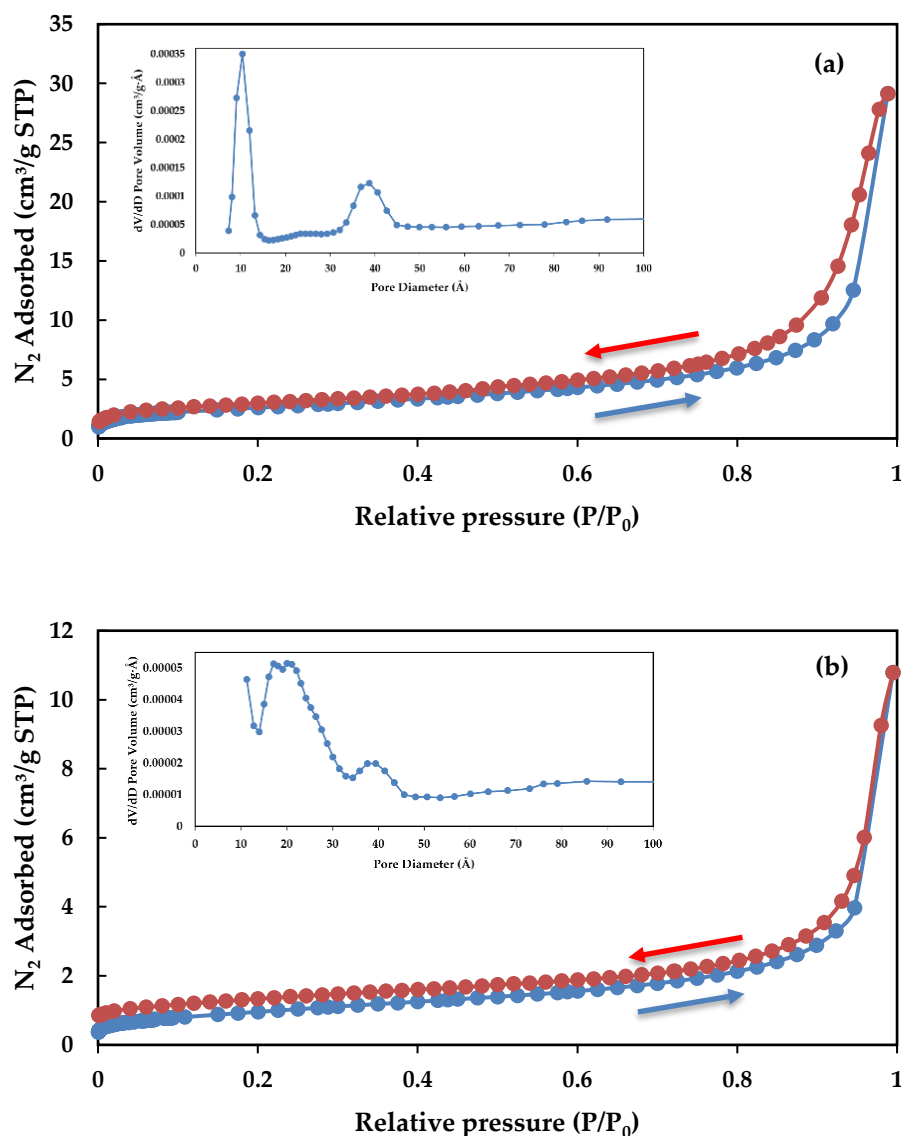 (a)
N₂ Adsorbed (cm³/g STP)
35
30
25
20
15
10
5
0
0 0.2 0.4 0.6 0.8 1
Relative pressure (P/P₀)
dV/dD Pore Volume (cm³/g·Å)
0.00035
0.0003
0.00025
0.0002
0.00015
0.0001
0.00005
0
0 10 20 30 40 50 60 70 80 90 100
Pore Diameter (Å)
(b)
N₂ Adsorbed (cm³/g STP)
12
10
8
6
4
2
0
0 0.2 0.4 0.6 0.8 1
Relative pressure (P/P₀)
dV/dD Pore Volume (cm³/g·Å)
0.00005
0.00004
0.00003
0.00002
0.00001
0
0 10 20 30 40 50 60 70 80 90 100
Pore Diameter (Å)